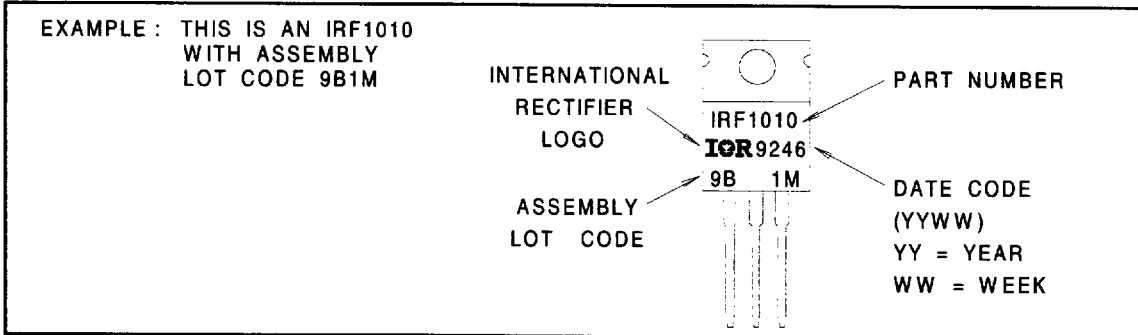 EXAMPLE : THIS IS AN IRF1010
WITH ASSEMBLY
LOT CODE 9B1M
INTERNATIONAL
RECTIFIER
LOGO
ASSEMBLY
LOT CODE
IRF1010
IOR 9246
9B 1M
PART NUMBER
DATE CODE
(YYWW)
YY = YEAR
WW = WEEK